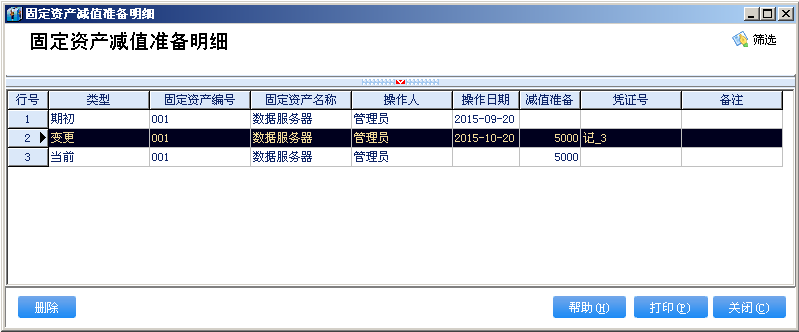 固定资产减值准备明细
固定资产减值准备明细
筛选
行号 类型 固定资产编号 固定资产名称 操作人 操作日期 减值准备 凭证号 备注
1 期初 001 数据服务器 管理员 2015-09-20
2 变更 001 数据服务器 管理员 2015-10-20 5000 记_3
3 当前 001 数据服务器 管理员 5000
删除 帮助(H) 打印(P) 关闭(C)